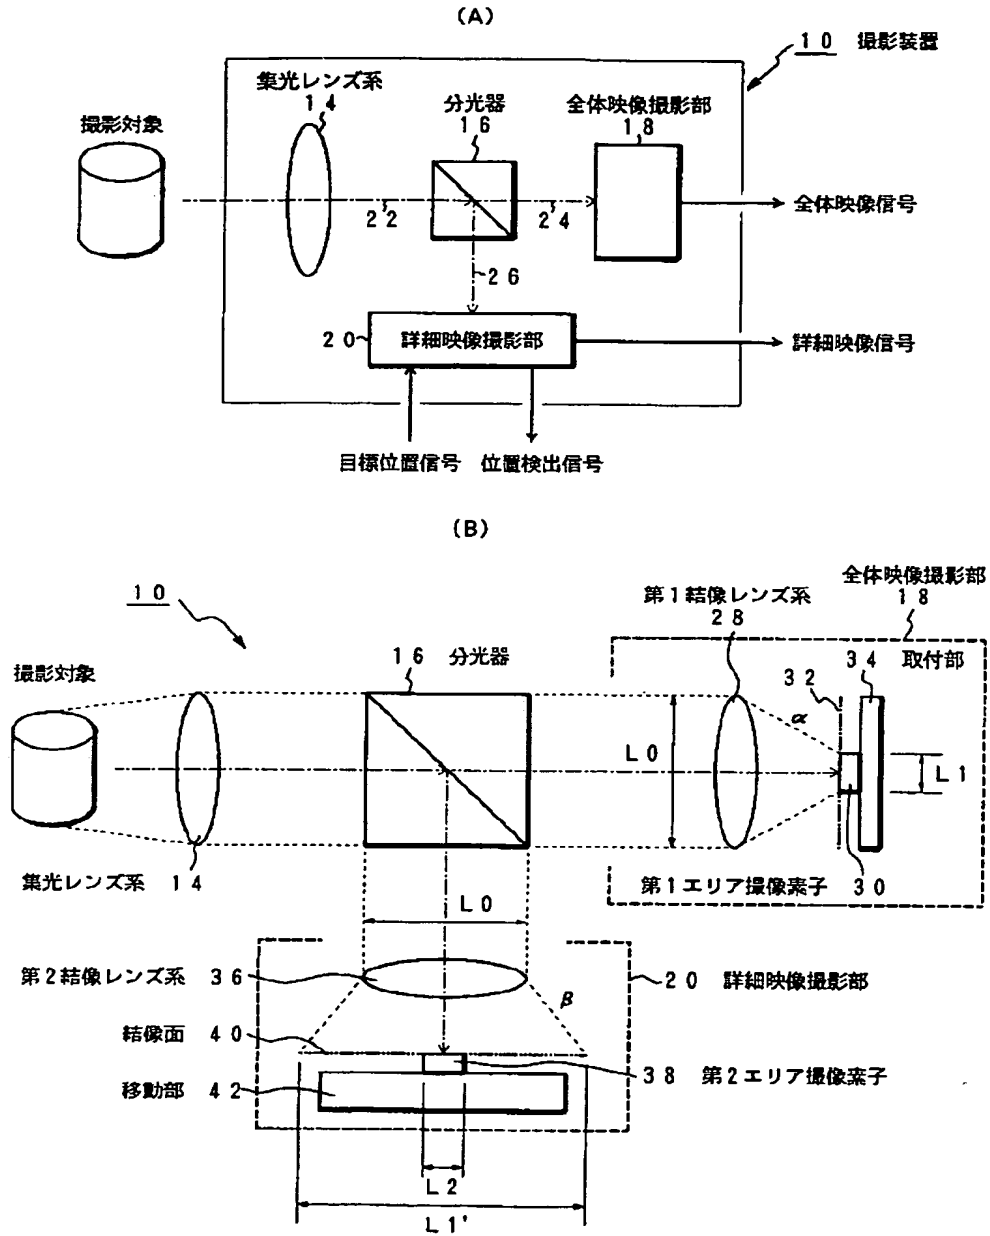 (A)
10 撮影装置
集光レンズ系
14
分光器
16
全体映像撮影部
18
撮影対象
22
24
全体映像信号
26
20
詳細映像撮影部
詳細映像信号
目標位置信号 位置検出信号
(B)
10
全体映像撮影部
18
第1結像レンズ系
28
16 分光器
34 取付部
32
撮影対象
α
L0
L1
集光レンズ系 14
第1エリア撮像素子 30
L0
第2結像レンズ系 36
20 詳細映像撮影部
β
結像面 40
38 第2エリア撮像素子
移動部 42
L2
L1'